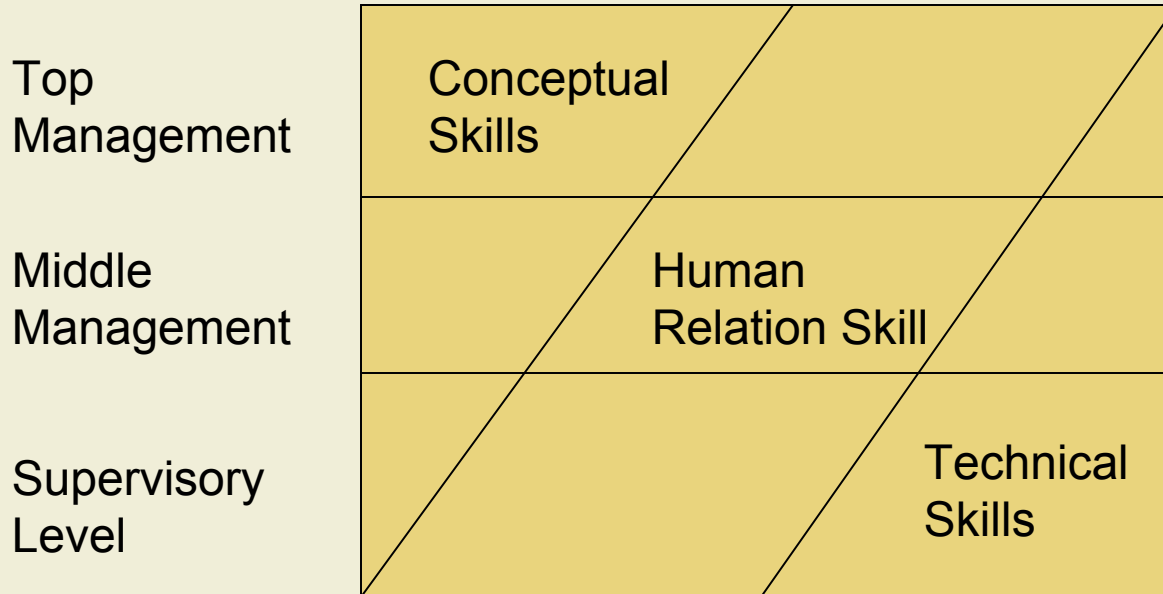 Top
Management
Conceptual
Skills
Middle
Management
Human
Relation Skill
Supervisory
Level
Technical
Skills